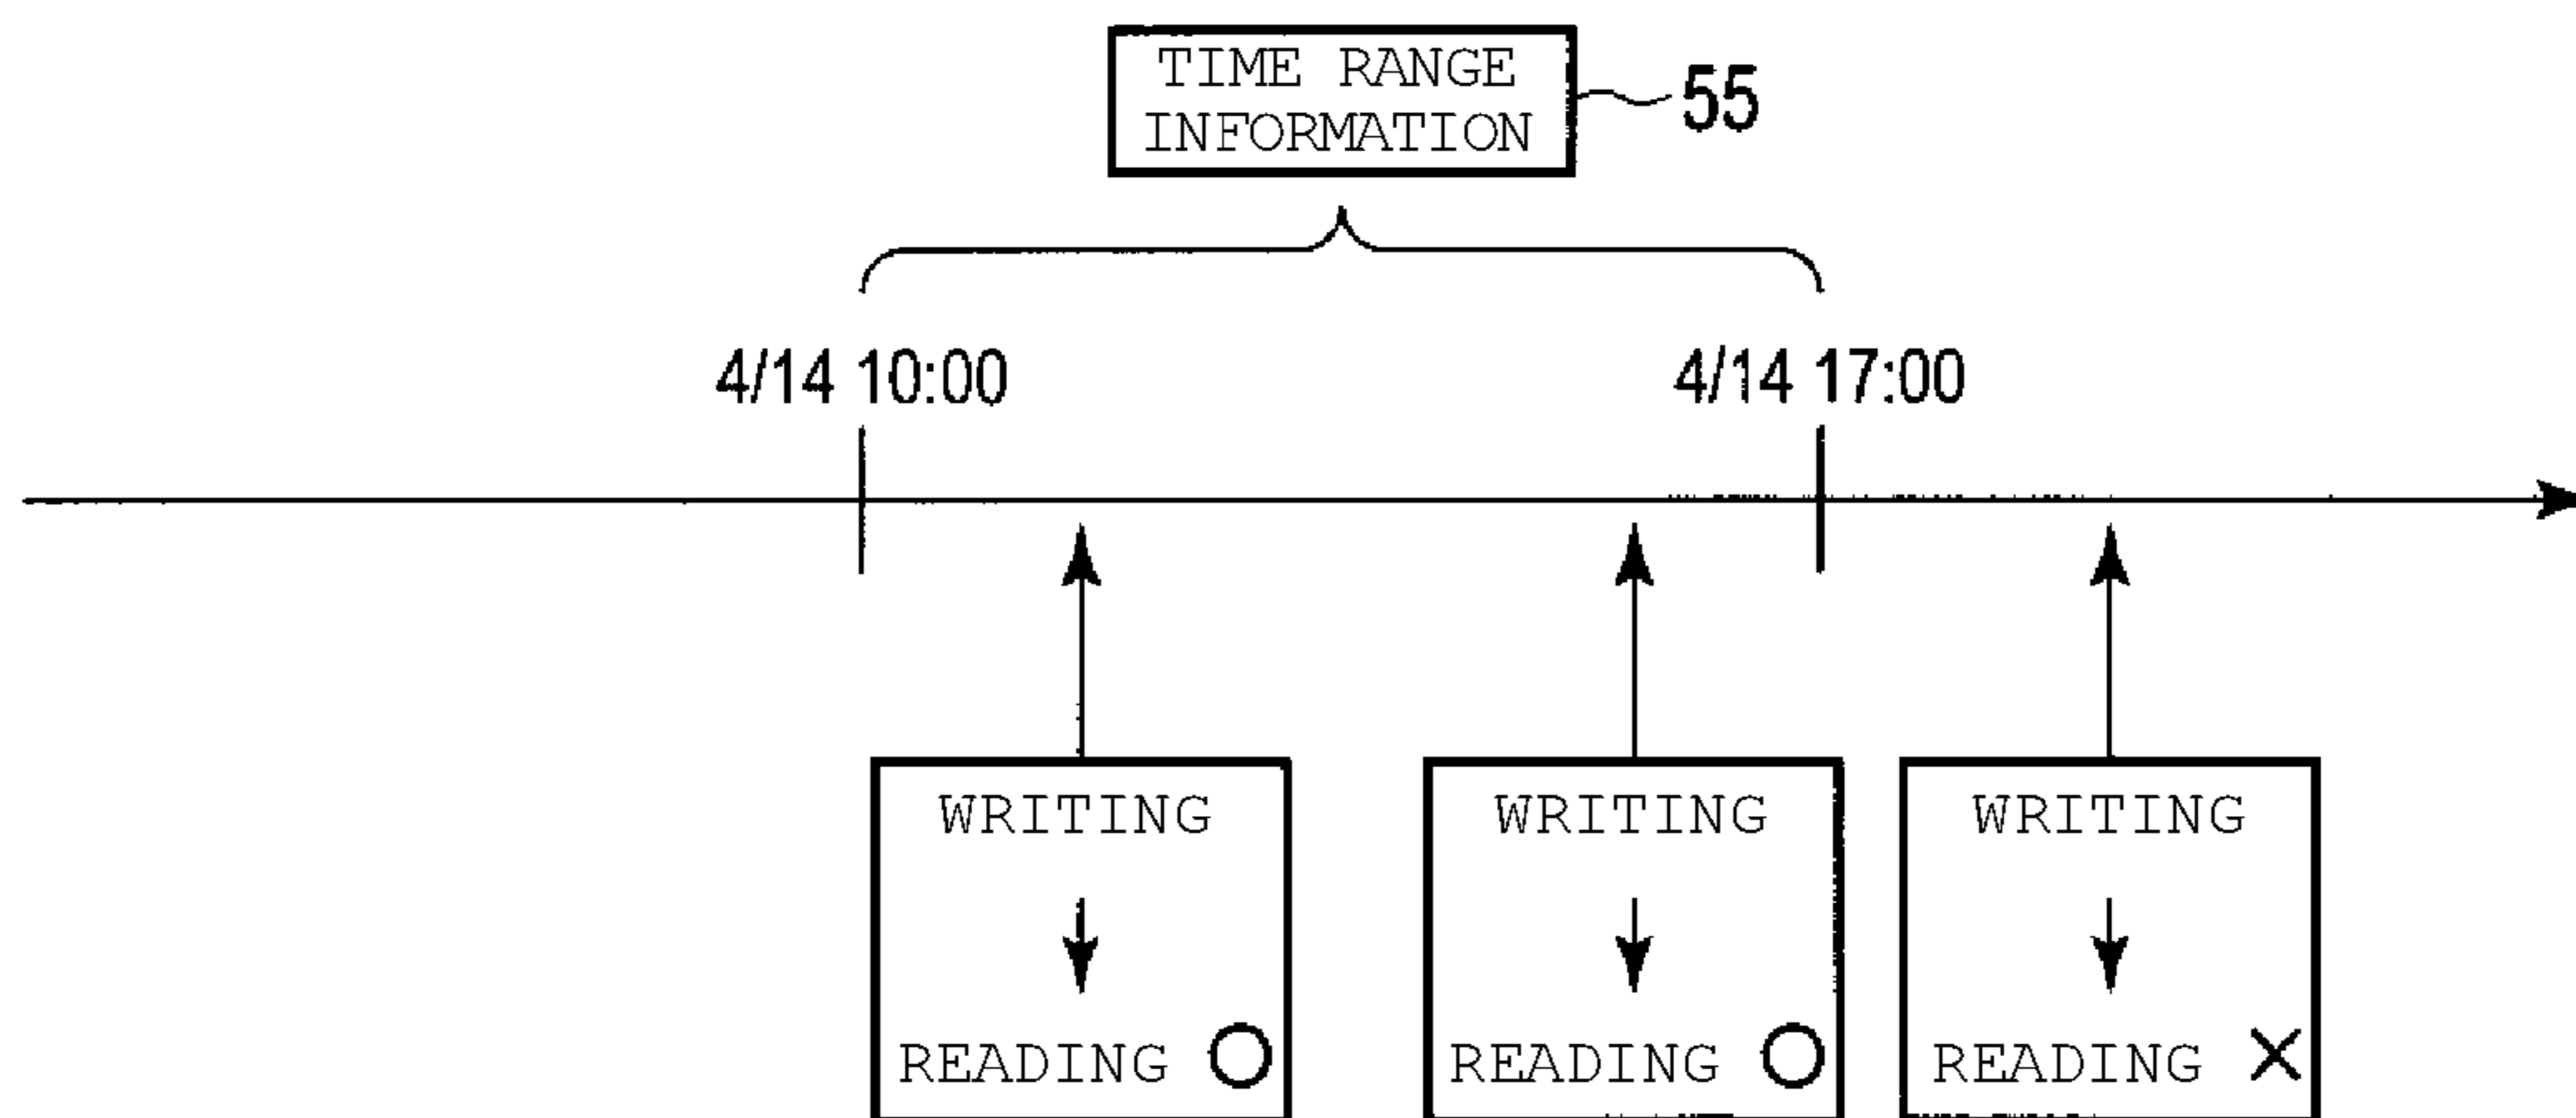 TIME RANGE
INFORMATION
55
4/14 10:00
4/14 17:00
WRITING
READING ○
WRITING
READING ○
WRITING
READING ×